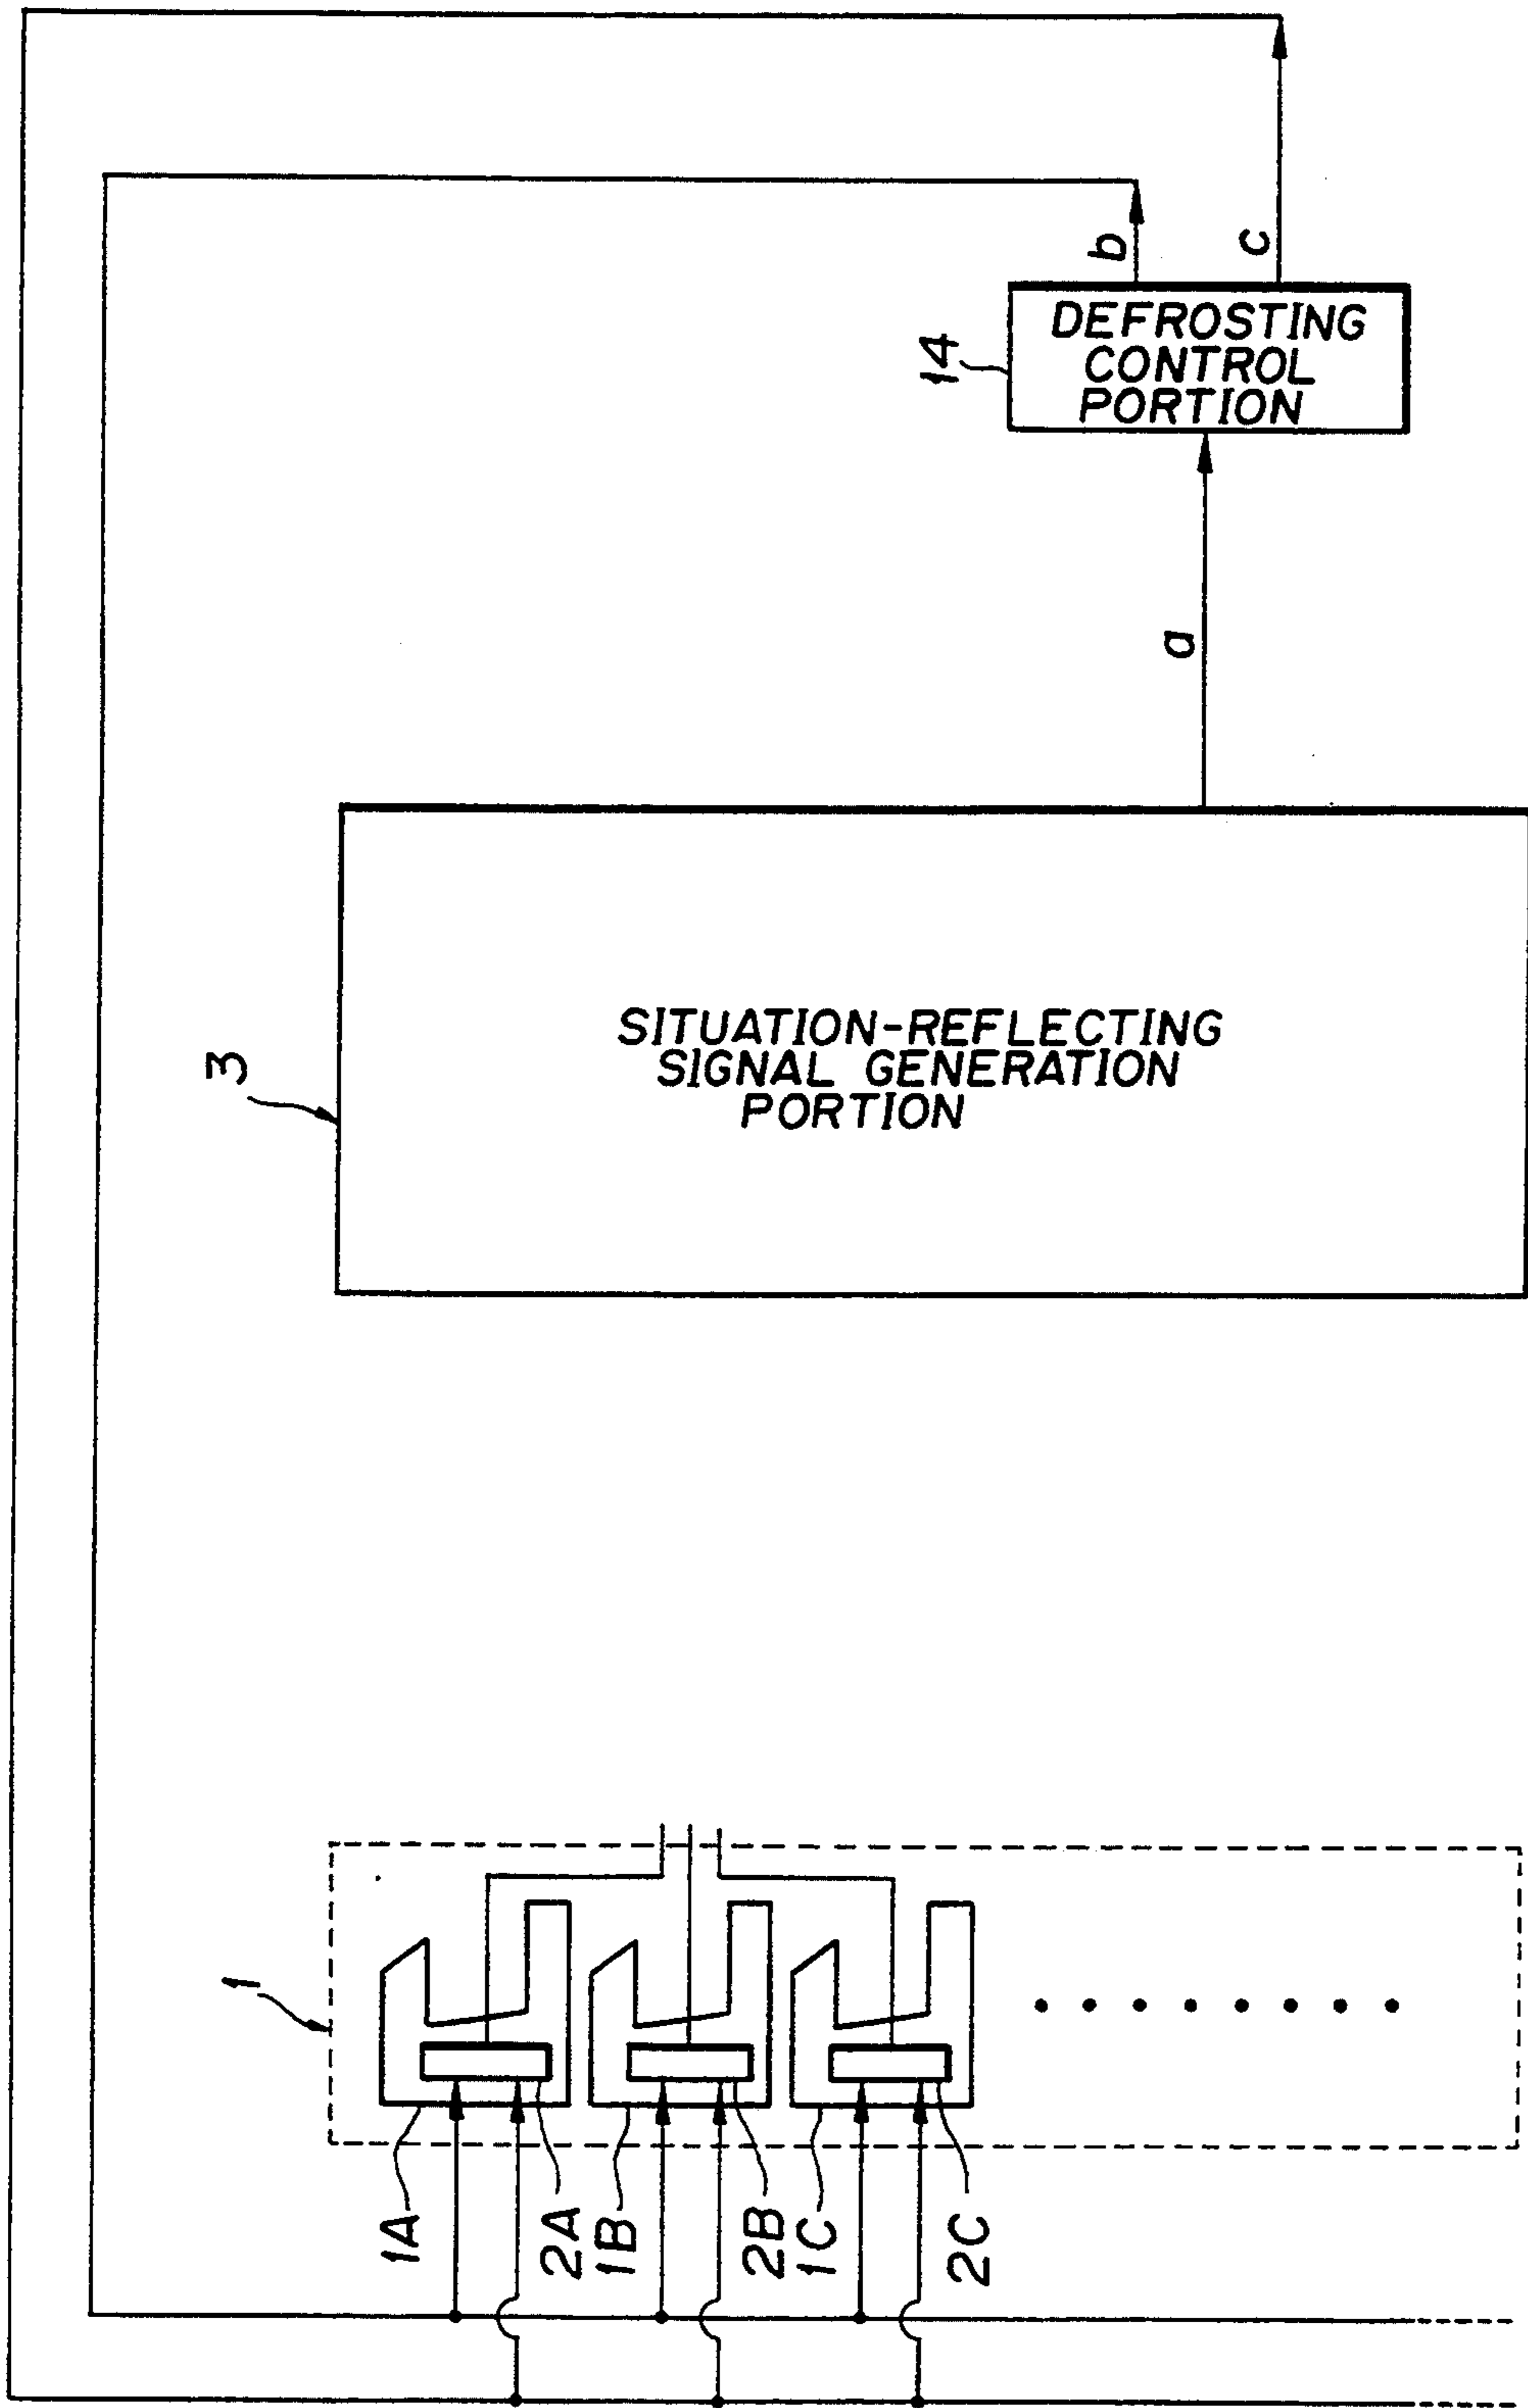 b
c
14
DEFROSTING
CONTROL
PORTION
a
3
SITUATION-REFLECTING
SIGNAL GENERATION
PORTION
1
1A
2A
1B
2B
1C
2C